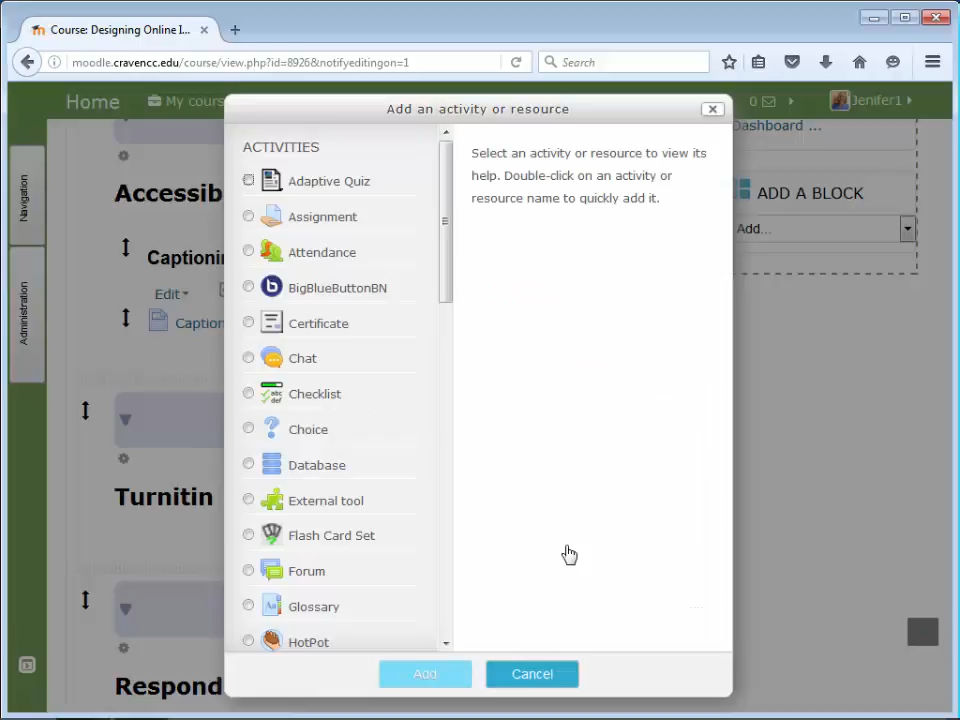 Course: Designing Online I...
moodle.cravencc.edu/course/view.php?id=8926&notifyeditingon=1
Search
Home
My cour
0
Jenifer1
Add an activity or resource
Dashboard ...
Navigation
ACTIVITIES
Select an activity or resource to view its
help. Double-click on an activity or
resource name to quickly add it.
Adaptive Quiz
Accessib
ADD A BLOCK
Assignment
Add...
Attendance
Captionin
BigBlueButtonBN
Edit
Administration
Caption
Certificate
Chat
Checklist
Choice
Database
Turnitin
External tool
Flash Card Set
Forum
Glossary
HotPot
Respond
Add
Cancel